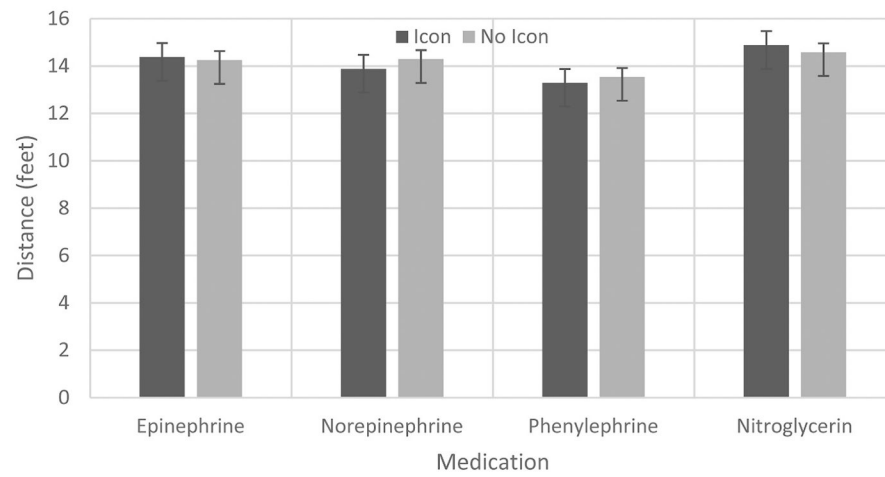 16
Icon No Icon
14
12
10
8
6
4
2
0
Distance (feet)
Epinephrine Norepinephrine Phenylephrine Nitroglycerin
Medication